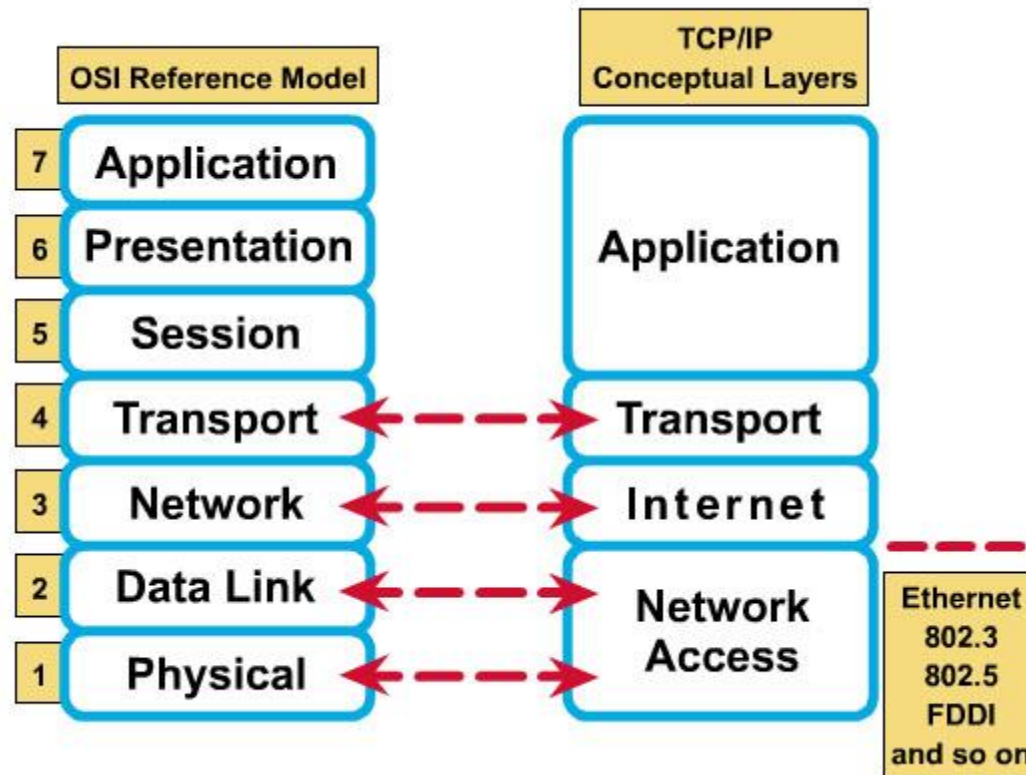 OSI Reference Model
TCP/IP
Conceptual Layers
7
Application
6
Presentation
5
Session
4
Transport
3
Network
2
Data Link
1
Physical
Application
Transport
Internet
Network
Access
Ethernet
802.3
802.5
FDDI
and so on